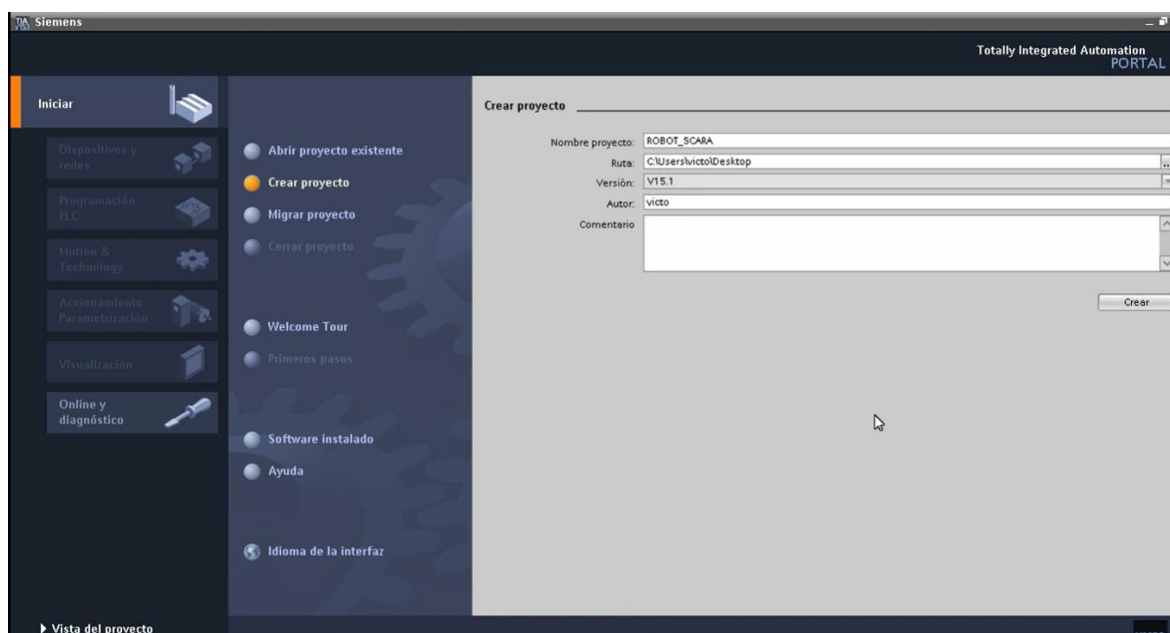 TIA
Siemens
Totally Integrated Automation
PORTAL
Iniciar
Dispositivos y
redes
Programación
PLC
Motion &
Technology
Accionamiento
Parametrización
Visualización
Online y
diagnóstico
Abrir proyecto existente
Crear proyecto
Migrar proyecto
Cerrar proyecto
Welcome Tour
Primeros pasos
Software instalado
Ayuda
Idioma de la interfaz
Crear proyecto
Nombre proyecto: ROBOT_SCARA
Ruta: C:\Users\victo\Desktop
...
Versión: V15.1
Autor: victo
Comentario
Crear
Vista del proyecto